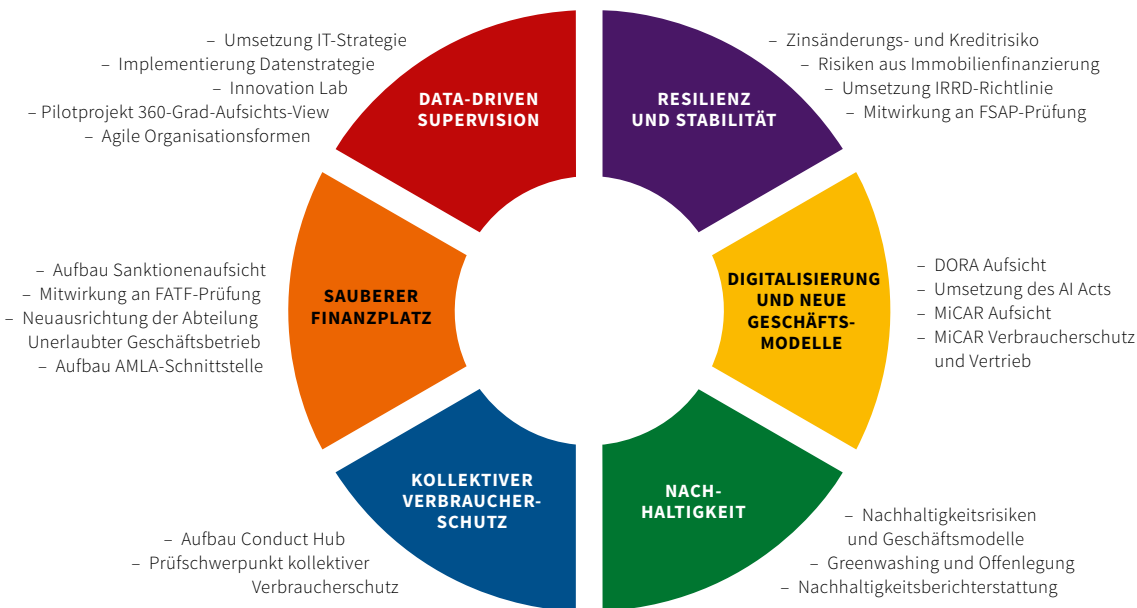 – Umsetzung IT-Strategie
– Implementierung Datenstrategie
– Innovation Lab
– Pilotprojekt 360-Grad-Aufsichts-View
– Agile Organisationsformen
DATA-DRIVEN
SUPERVISION
RESILIENZ
UND STABILITÄT
– Zinsänderungs- und Kreditrisiko
– Risiken aus Immobilienfinanzierung
– Umsetzung IRRD-Richtlinie
– Mitwirkung an FSAP-Prüfung
– Aufbau Sanktionenaufsicht
– Mitwirkung an FATF-Prüfung
– Neuausrichtung der Abteilung
Unerlaubter Geschäftsbetrieb
– Aufbau AMLA-Schnittstelle
SAUBERER
FINANZPLATZ
DIGITALISIERUNG
UND NEUE
GESCHÄFTS-
MODELLE
– DORA Aufsicht
– Umsetzung des AI Acts
– MiCAR Aufsicht
– MiCAR Verbraucherschutz
und Vertrieb
– Aufbau Conduct Hub
– Prüfschwerpunkt kollektiver
Verbraucherschutz
KOLLEKTIVER
VERBRAUCHER-
SCHUTZ
NACH-
HALTIGKEIT
– Nachhaltigkeitsrisiken
und Geschäftsmodelle
– Greenwashing und Offenlegung
– Nachhaltigkeitsberichterstattung